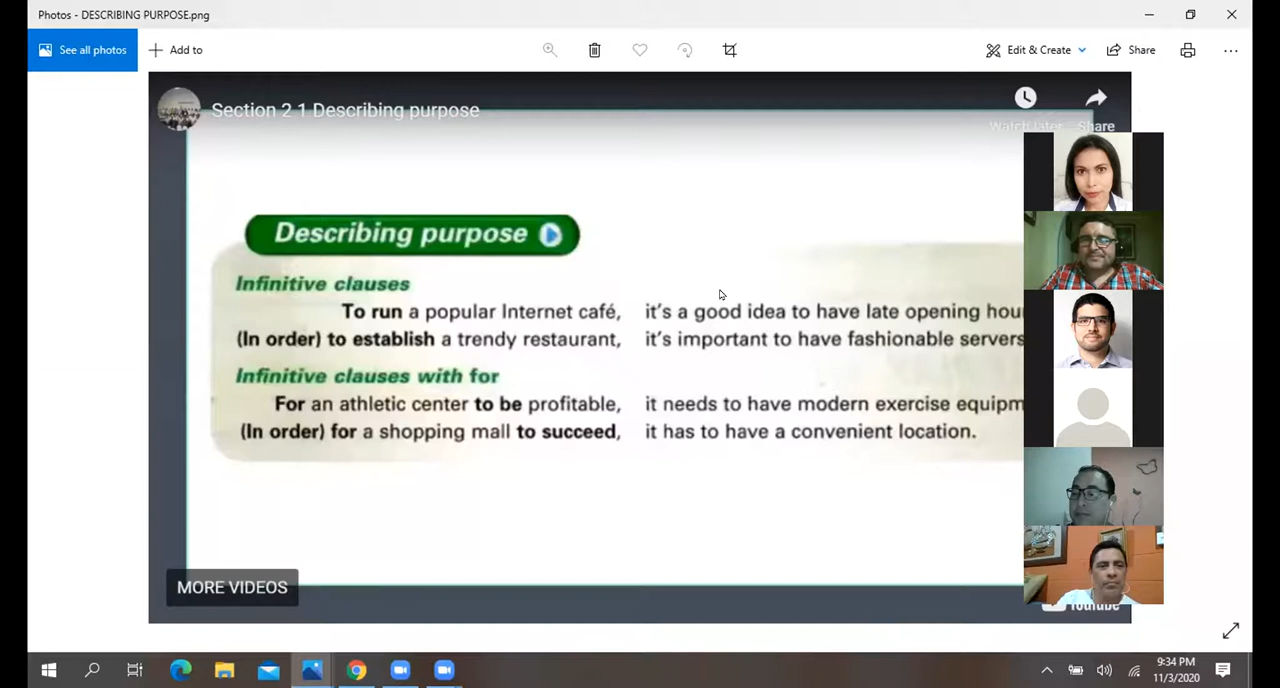 Photos - DESCRIBING PURPOSE.png
See all photos
Add to
Edit & Create
Share
Section 2 1 Describing purpose
Watch later
Share
Describing purpose
Infinitive clauses
To run a popular Internet café, it's a good idea to have late opening hou
(In order) to establish a trendy restaurant, it's important to have fashionable servers
Infinitive clauses with for
For an athletic center to be profitable, it needs to have modern exercise equipm
(In order) for a shopping mall to succeed, it has to have a convenient location.
MORE VIDEOS
YouTube
9:34 PM
11/3/2020